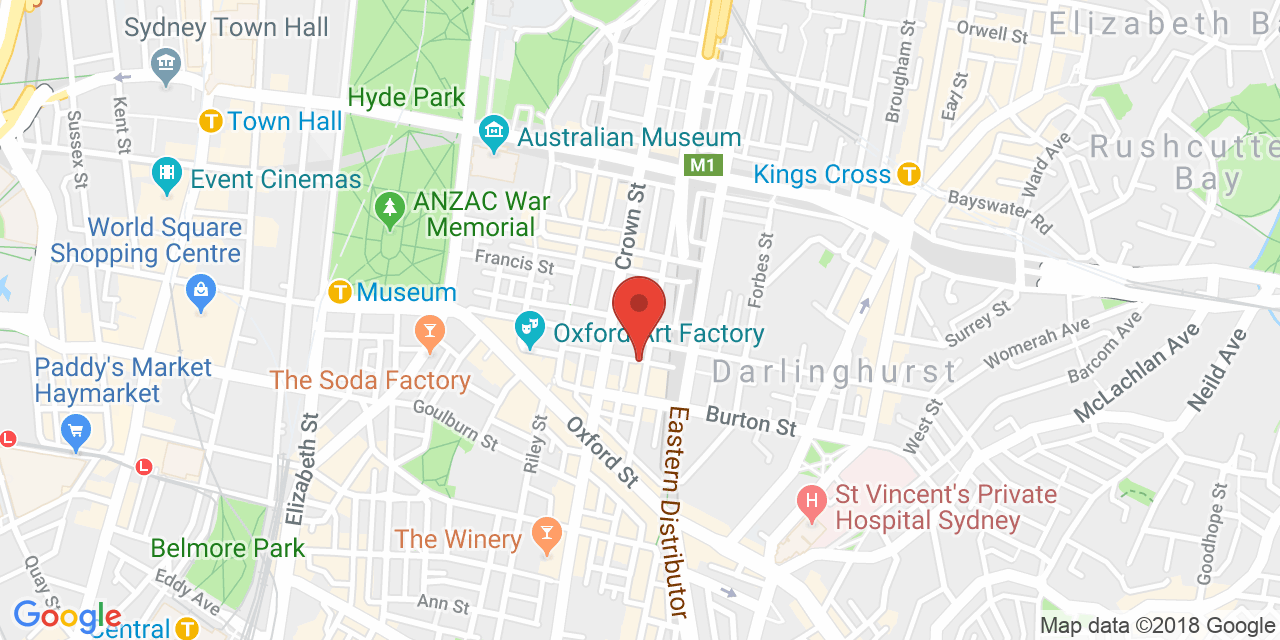 Orwell St
Elizabeth Ba
Sydney Town Hall
Brougham St
Earl St
Hyde Park
Kent St
Sussex St
T Town Hall
Australian Museum
Rushcutte
Bay
M1
Ward Ave
Kings Cross T
Event Cinemas
ANZAC War
Memorial
Bayswater Rd
Crown St
World Square
Shopping Centre
Francis St
Forbes St
T Museum
Oxford Art Factory
Surrey St
Womerah Ave
Barcom Ave
McLachlan Ave
Neild Ave
Paddy's Market
Haymarket
The Soda Factory
Darlinghurst
Goulburn St
Riley St
Oxford St
Burton St
West St
L
L
Elizabeth St
Eastern Distributor
H
St Vincent's Private
Hospital Sydney
The Winery
Belmore Park
Goodhope St
Quay St
Eddy Ave
Ann St
Google
Central T
Map data ©2018 Google